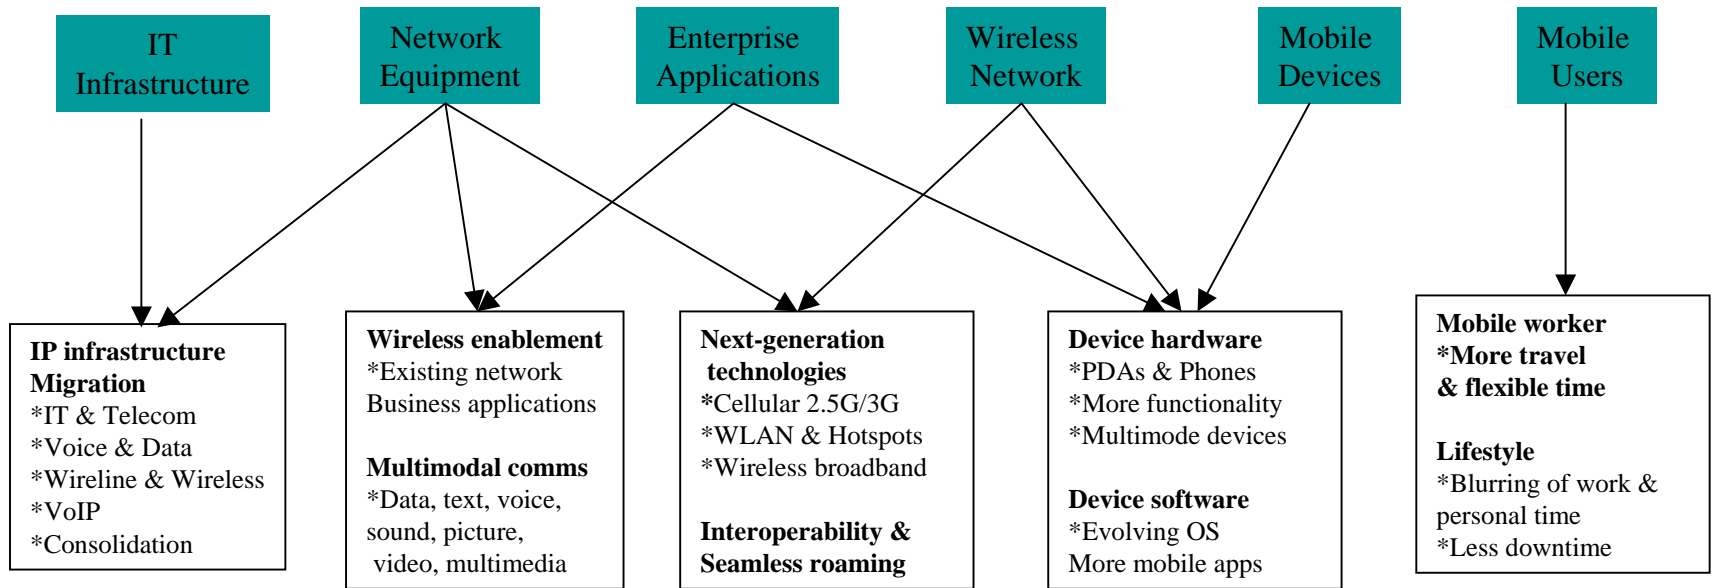 IT
Infrastructure
Network
Equipment
Enterprise
Applications
Wireless
Network
Mobile
Devices
Mobile
Users
IP infrastructure
Migration
*IT & Telecom
*Voice & Data
*Wireline & Wireless
*VoIP
*Consolidation
Wireless enablement
*Existing network
Business applications
Multimodal comms
*Data, text, voice,
sound, picture,
video, multimedia
Next-generation
technologies
*Cellular 2.5G/3G
*WLAN & Hotspots
*Wireless broadband
Interoperability &
Seamless roaming
Device hardware
*PDAs & Phones
*More functionality
*Multimode devices
Device software
*Evolving OS
More mobile apps
Mobile worker
*More travel
& flexible time
Lifestyle
*Blurring of work &
personal time
*Less downtime